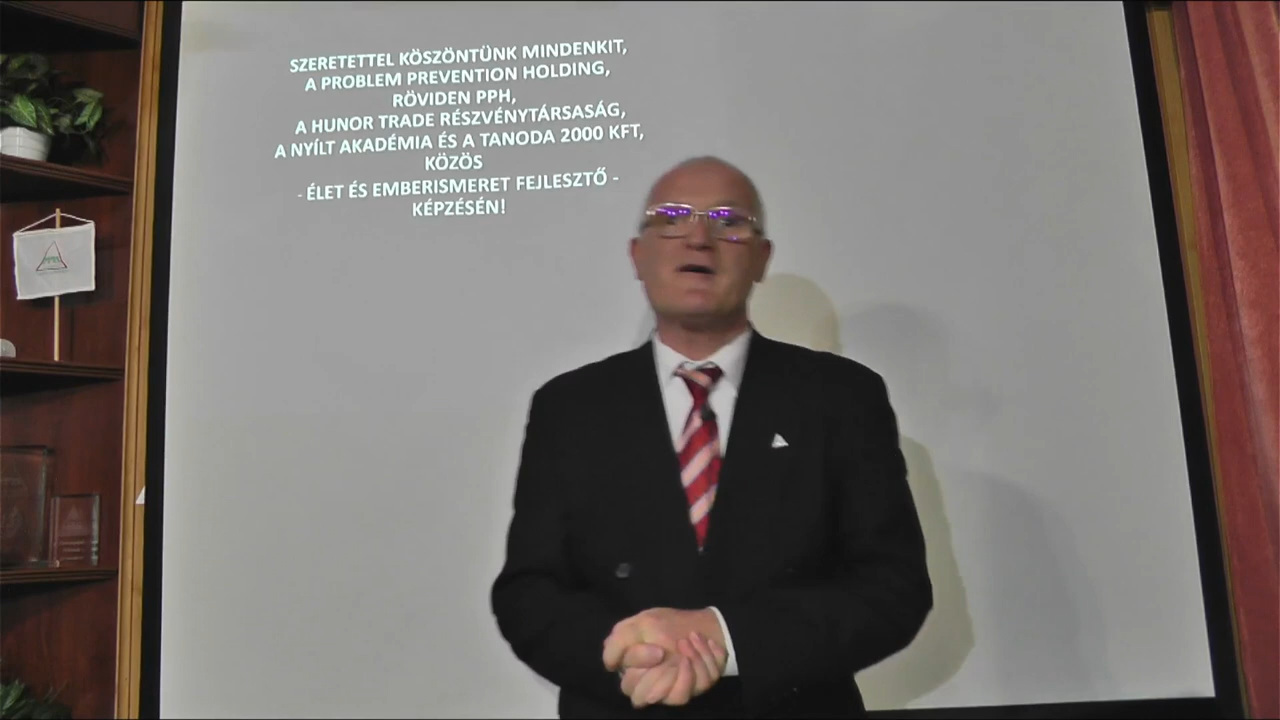 SZERETETTEL KÖSZÖNTÜNK MINDENKIT,
A PROBLEM PREVENTION HOLDING,
RÖVIDEN PPH,
A HUNOR TRADE RÉSZVÉNYTÁRSASÁG,
A NYÍLT AKADÉMIA ÉS A TANODA 2000 KFT,
KÖZÖS
- ÉLET ÉS EMBERISMERET FEJLESZTŐ -
KÉPZÉSÉN!